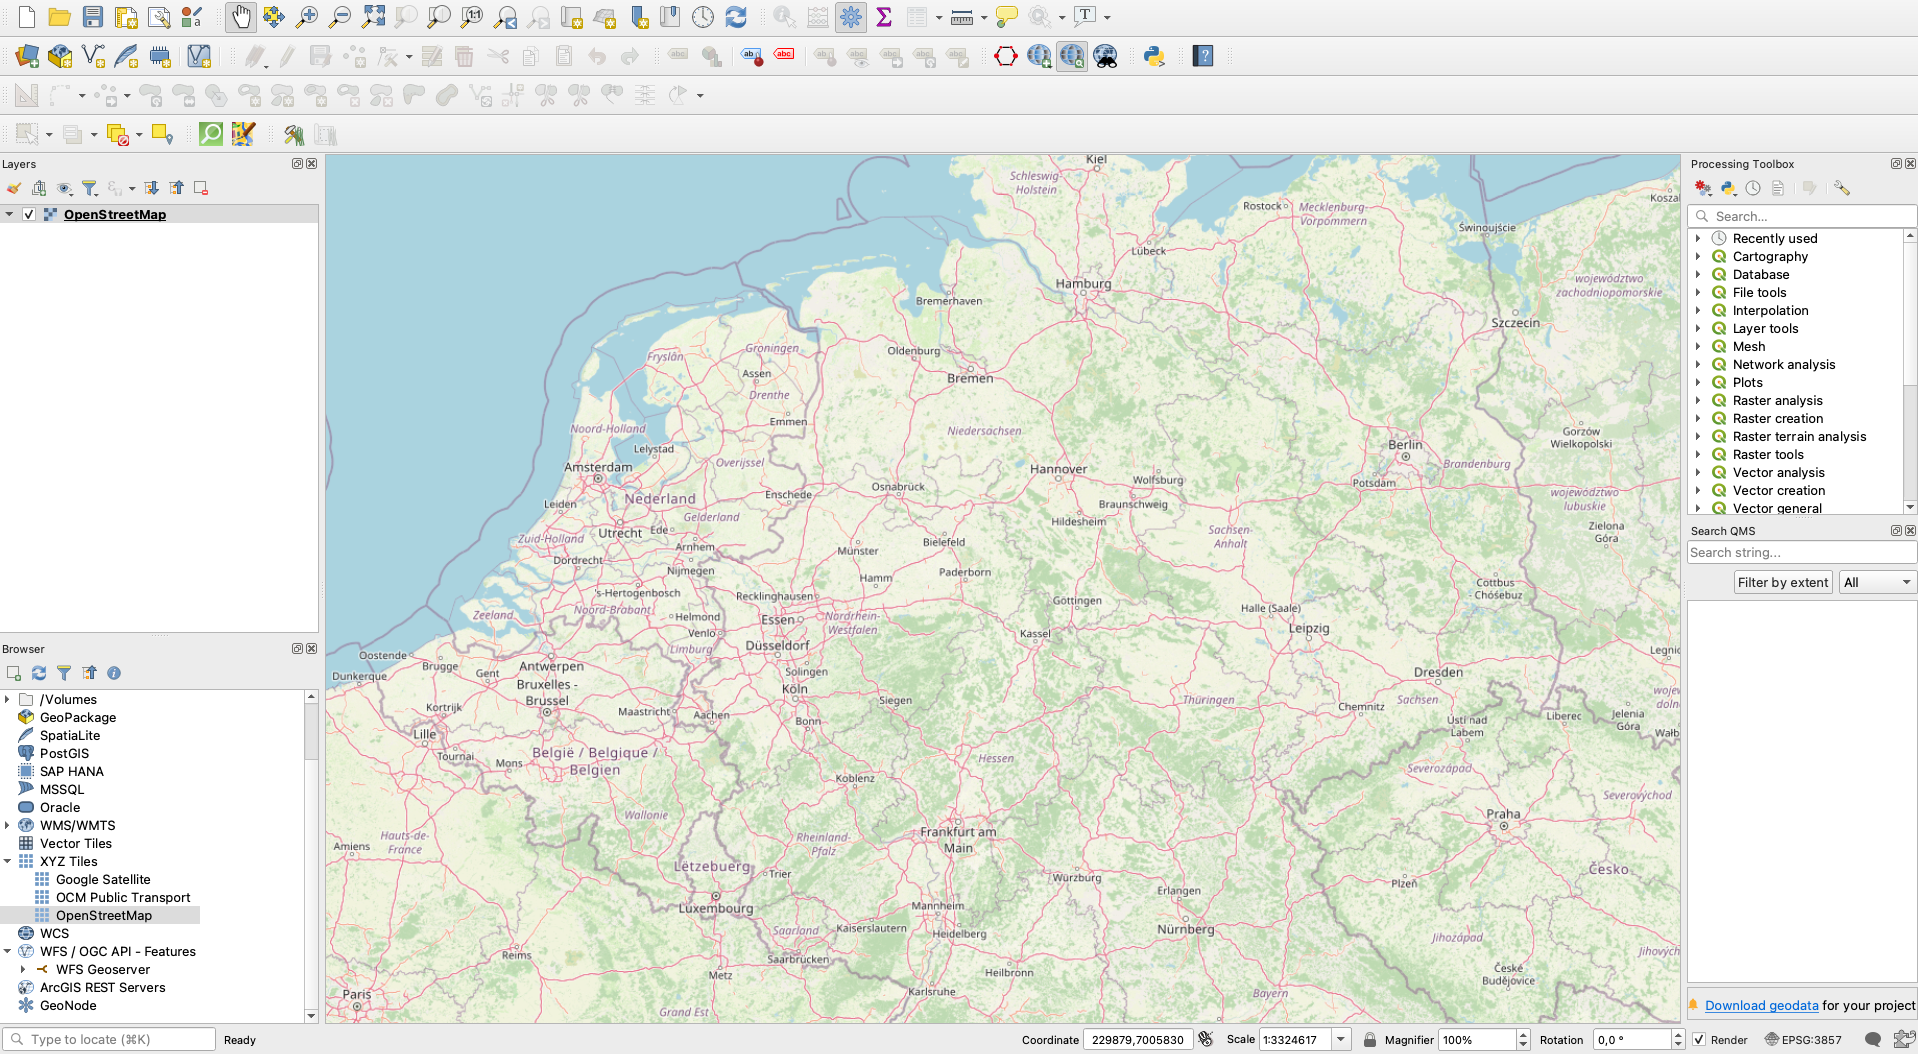 Layers
OpenStreetMap
Browser
/Volumes
GeoPackage
SpatiaLite
PostGIS
SAP HANA
MSSQL
Oracle
WMS/WMTS
Vector Tiles
XYZ Tiles
Google Satellite
OCM Public Transport
OpenStreetMap
WCS
WFS / OGC API - Features
WFS Geoserver
ArcGIS REST Servers
GeoNode
Kiel
Schleswig-
Holstein
Rostock
Mecklenburg-
Vorpommern
Kosza
Świnoujście
Lübeck
Hamburg
Bremerhaven
województwo
zachodniopomorskie
Szczecin
Groningen
Fryslân
Oldenburg
Assen
Bremen
Drenthe
Emmen
Noord-Holland
Niedersachsen
Gorzów
Wielkopolski
Lelystad
Berlin
Overijssel
Brandenburg
Amsterdam
Hannover
Wolfsburg
Potsdam
Osnabrück
Enschede
Nederland
Leiden
Braunschweig
województwo
lubuskie
Gelderland
Hildesheim
Utrecht
Ede
Sachsen-
Anhalt
Zielona
Góra
Zuid-Holland
Arnhem
Bielefeld
Münster
Dordrecht
Nijmegen
Paderborn
Hamm
Cottbus
- Chóśebuz
's-Hertogenbosch
Recklinghausen
Göttingen
Halle (Saale)
Noord-Brabant
Zeeland
Helmond
Essen
Nordrhein-
Westfalen
Leipzig
Venlo
Kassel
Düsseldorf
Limburg
Legnic
Oostende
Brugge
Antwerpen
Solingen
Dresden
Dunkerque
Gent
Bruxelles -
Brussel
Köln
Siegen
Thüringen
Sachsen
woje
doln
Kortrijk
Maastricht
Aachen
Bonn
Chemnitz
Ústí nad
Labem
Liberec
Jelenia
Góra
Lille
Wałb
Tournai
België / Belgique /
Belgien
Mons
Hessen
Koblenz
Severozápad
Severovýchod
Wallonie
Praha
Hauts-de-
France
Amiens
Rheinland-
Pfalz
Frankfurt am
Main
Lëtzebuerg
Trier
Würzburg
Česko
Plzeň
Erlangen
Luxembourg
Mannheim
Saarland
Kaiserslautern
Heidelberg
Nürnberg
Jihozápad
Jihových
Reims
Saarbrücken
Metz
Heilbronn
České
Budějovice
Paris
Karlsruhe
Bayern
Grand Est
Processing Toolbox
Search...
Recently used
Cartography
Database
File tools
Interpolation
Layer tools
Mesh
Network analysis
Plots
Raster analysis
Raster creation
Raster terrain analysis
Raster tools
Vector analysis
Vector creation
Vector general
Search QMS
Search string...
Filter by extent
All
Download geodata for your project
Type to locate (⌘K)
Ready
Coordinate 229879,7005830
Scale 1:3324617
Magnifier 100%
Rotation 0,0 °
Render
EPSG:3857